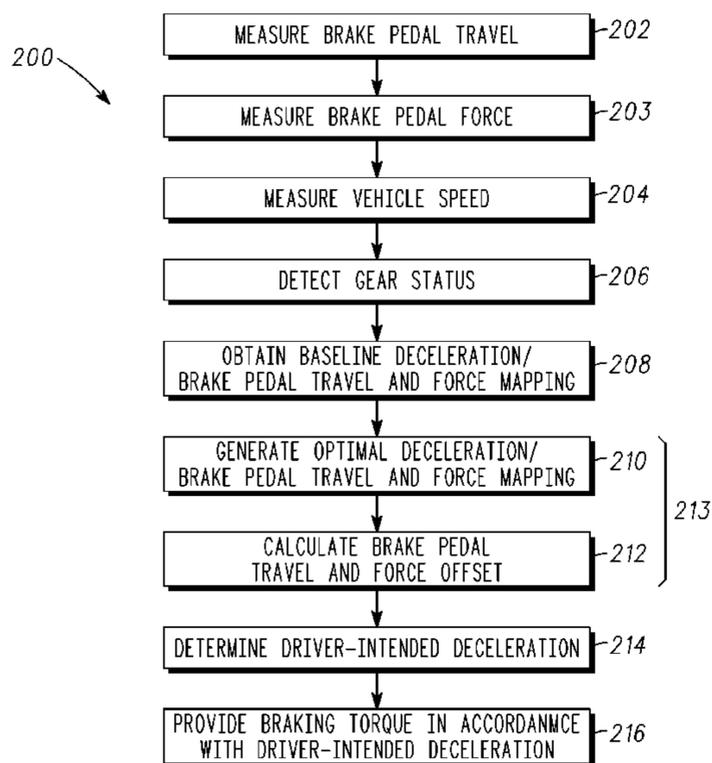 200
MEASURE BRAKE PEDAL TRAVEL 202
MEASURE BRAKE PEDAL FORCE 203
MEASURE VEHICLE SPEED 204
DETECT GEAR STATUS 206
OBTAIN BASELINE DECELERATION/
BRAKE PEDAL TRAVEL AND FORCE MAPPING 208
GENERATE OPTIMAL DECELERATION/
BRAKE PEDAL TRAVEL AND FORCE MAPPING 210
213
CALCULATE BRAKE PEDAL
TRAVEL AND FORCE OFFSET 212
DETERMINE DRIVER-INTENDED DECELERATION 214
PROVIDE BRAKING TORQUE IN ACCORDANMCE
WITH DRIVER-INTENDED DECELERATION 216